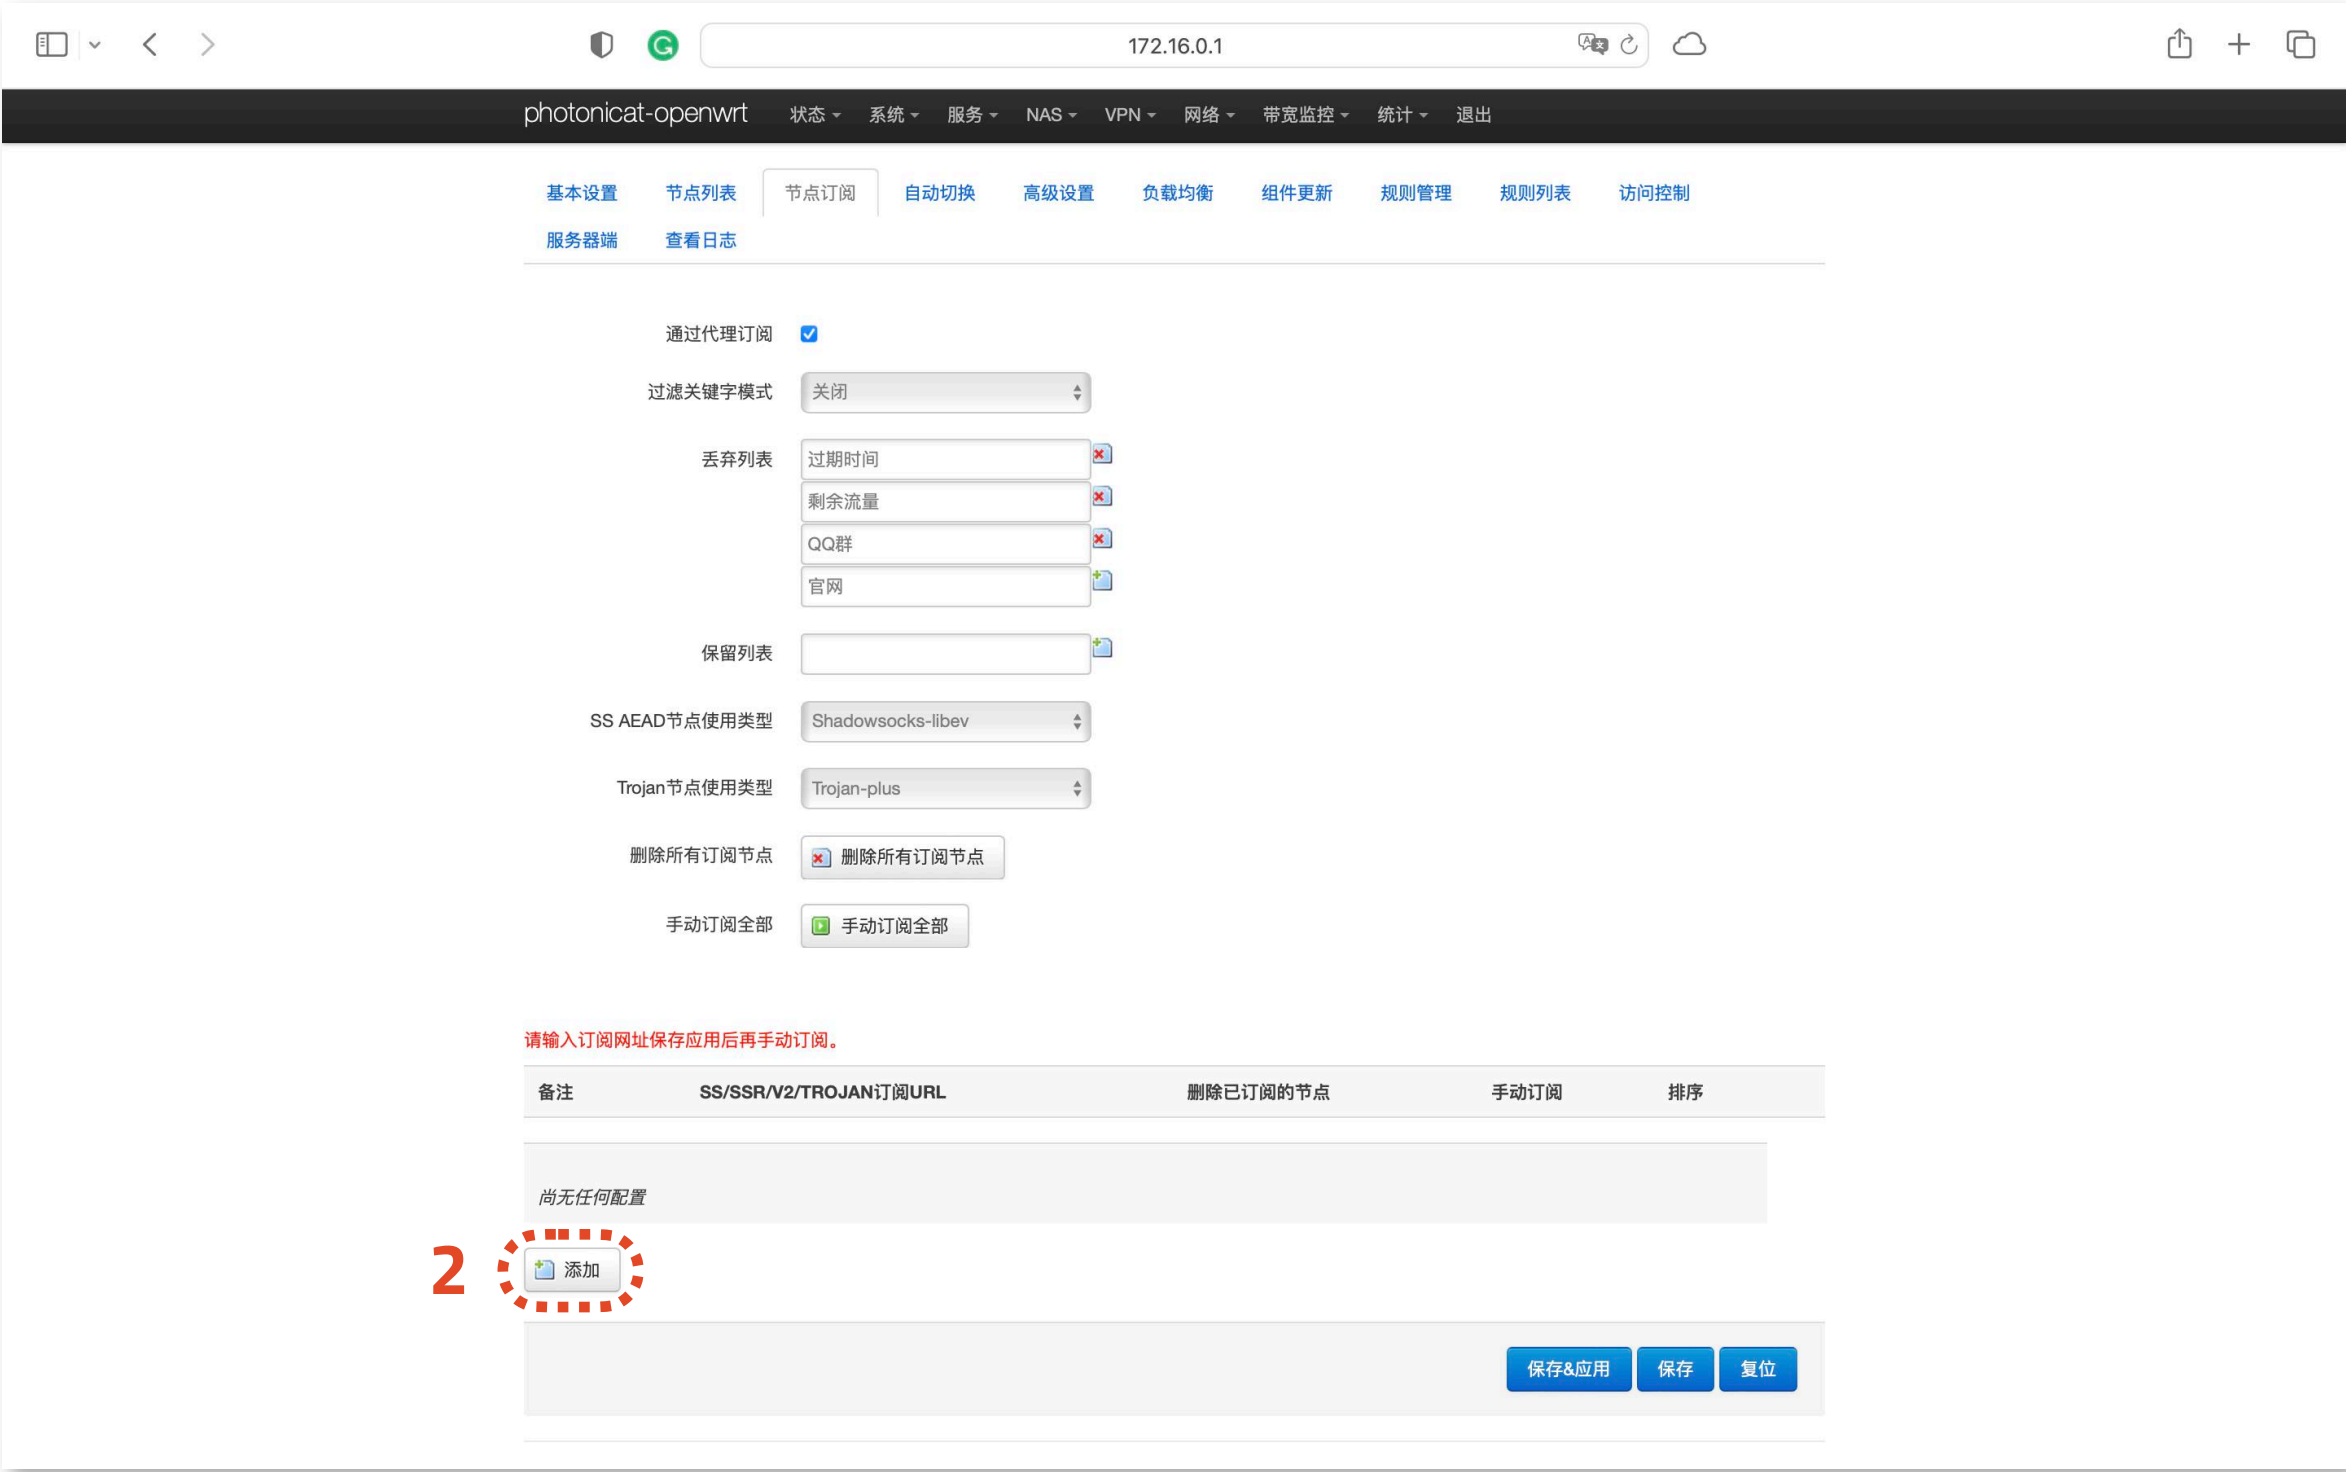 172.16.0.1
photonicat-openwrt 状态 系统 服务 NAS VPN 网络 带宽监控 统计 退出
基本设置 节点列表 节点订阅 自动切换 高级设置 负载均衡 组件更新 规则管理 规则列表 访问控制
服务器端 查看日志
通过代理订阅
过滤关键字模式 关闭
丢弃列表 过期时间
剩余流量
QQ群
官网
保留列表
SS AEAD节点使用类型 Shadowsocks-libev
Trojan节点使用类型 Trojan-plus
删除所有订阅节点 删除所有订阅节点
手动订阅全部 手动订阅全部
请输入订阅网址保存应用后再手动订阅。
备注 SS/SSR/V2/TROJAN订阅URL 删除已订阅的节点 手动订阅 排序
尚无任何配置
2 添加
保存&应用 保存 复位